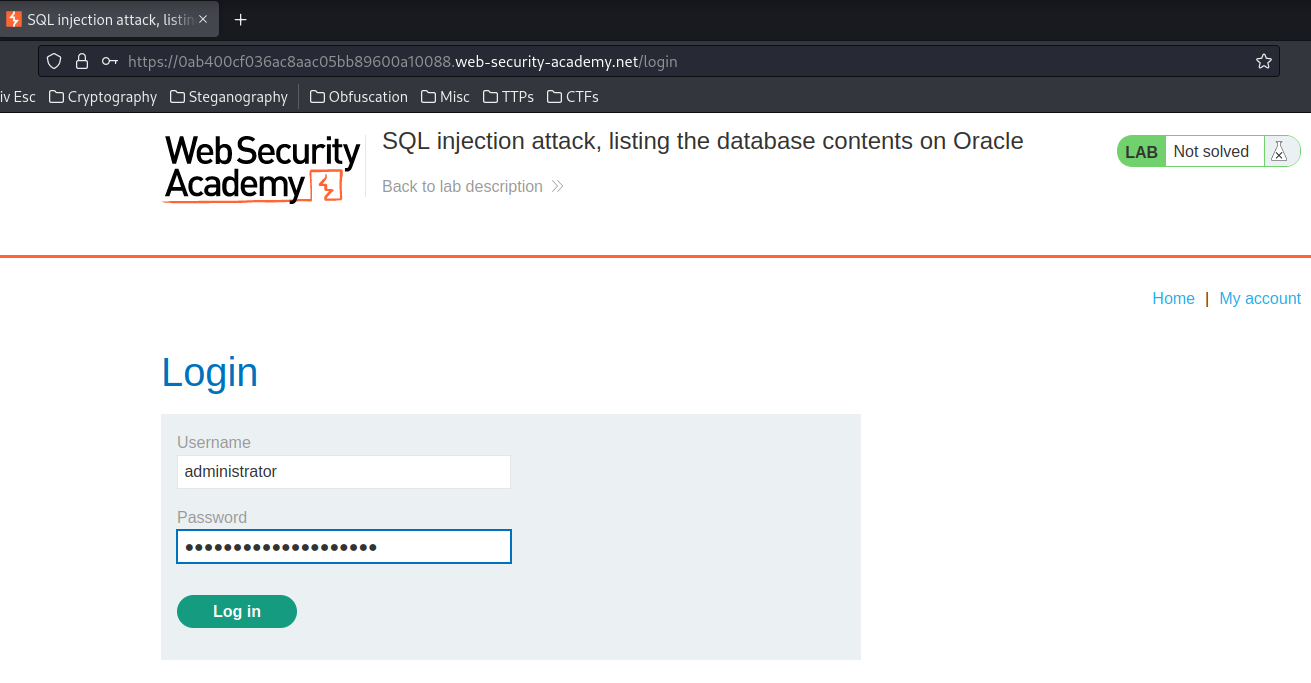 SQL injection attack, listin
https://0ab400cf036ac8aac05bb89600a10088.web-security-academy.net/login
iv Esc Cryptography Steganography Obfuscation Misc TTPs CTFs
Web Security
Academy
SQL injection attack, listing the database contents on Oracle
Back to lab description
LAB Not solved
Home | My account
Login
Username
administrator
Password
••••••••••••••••••••
Log in